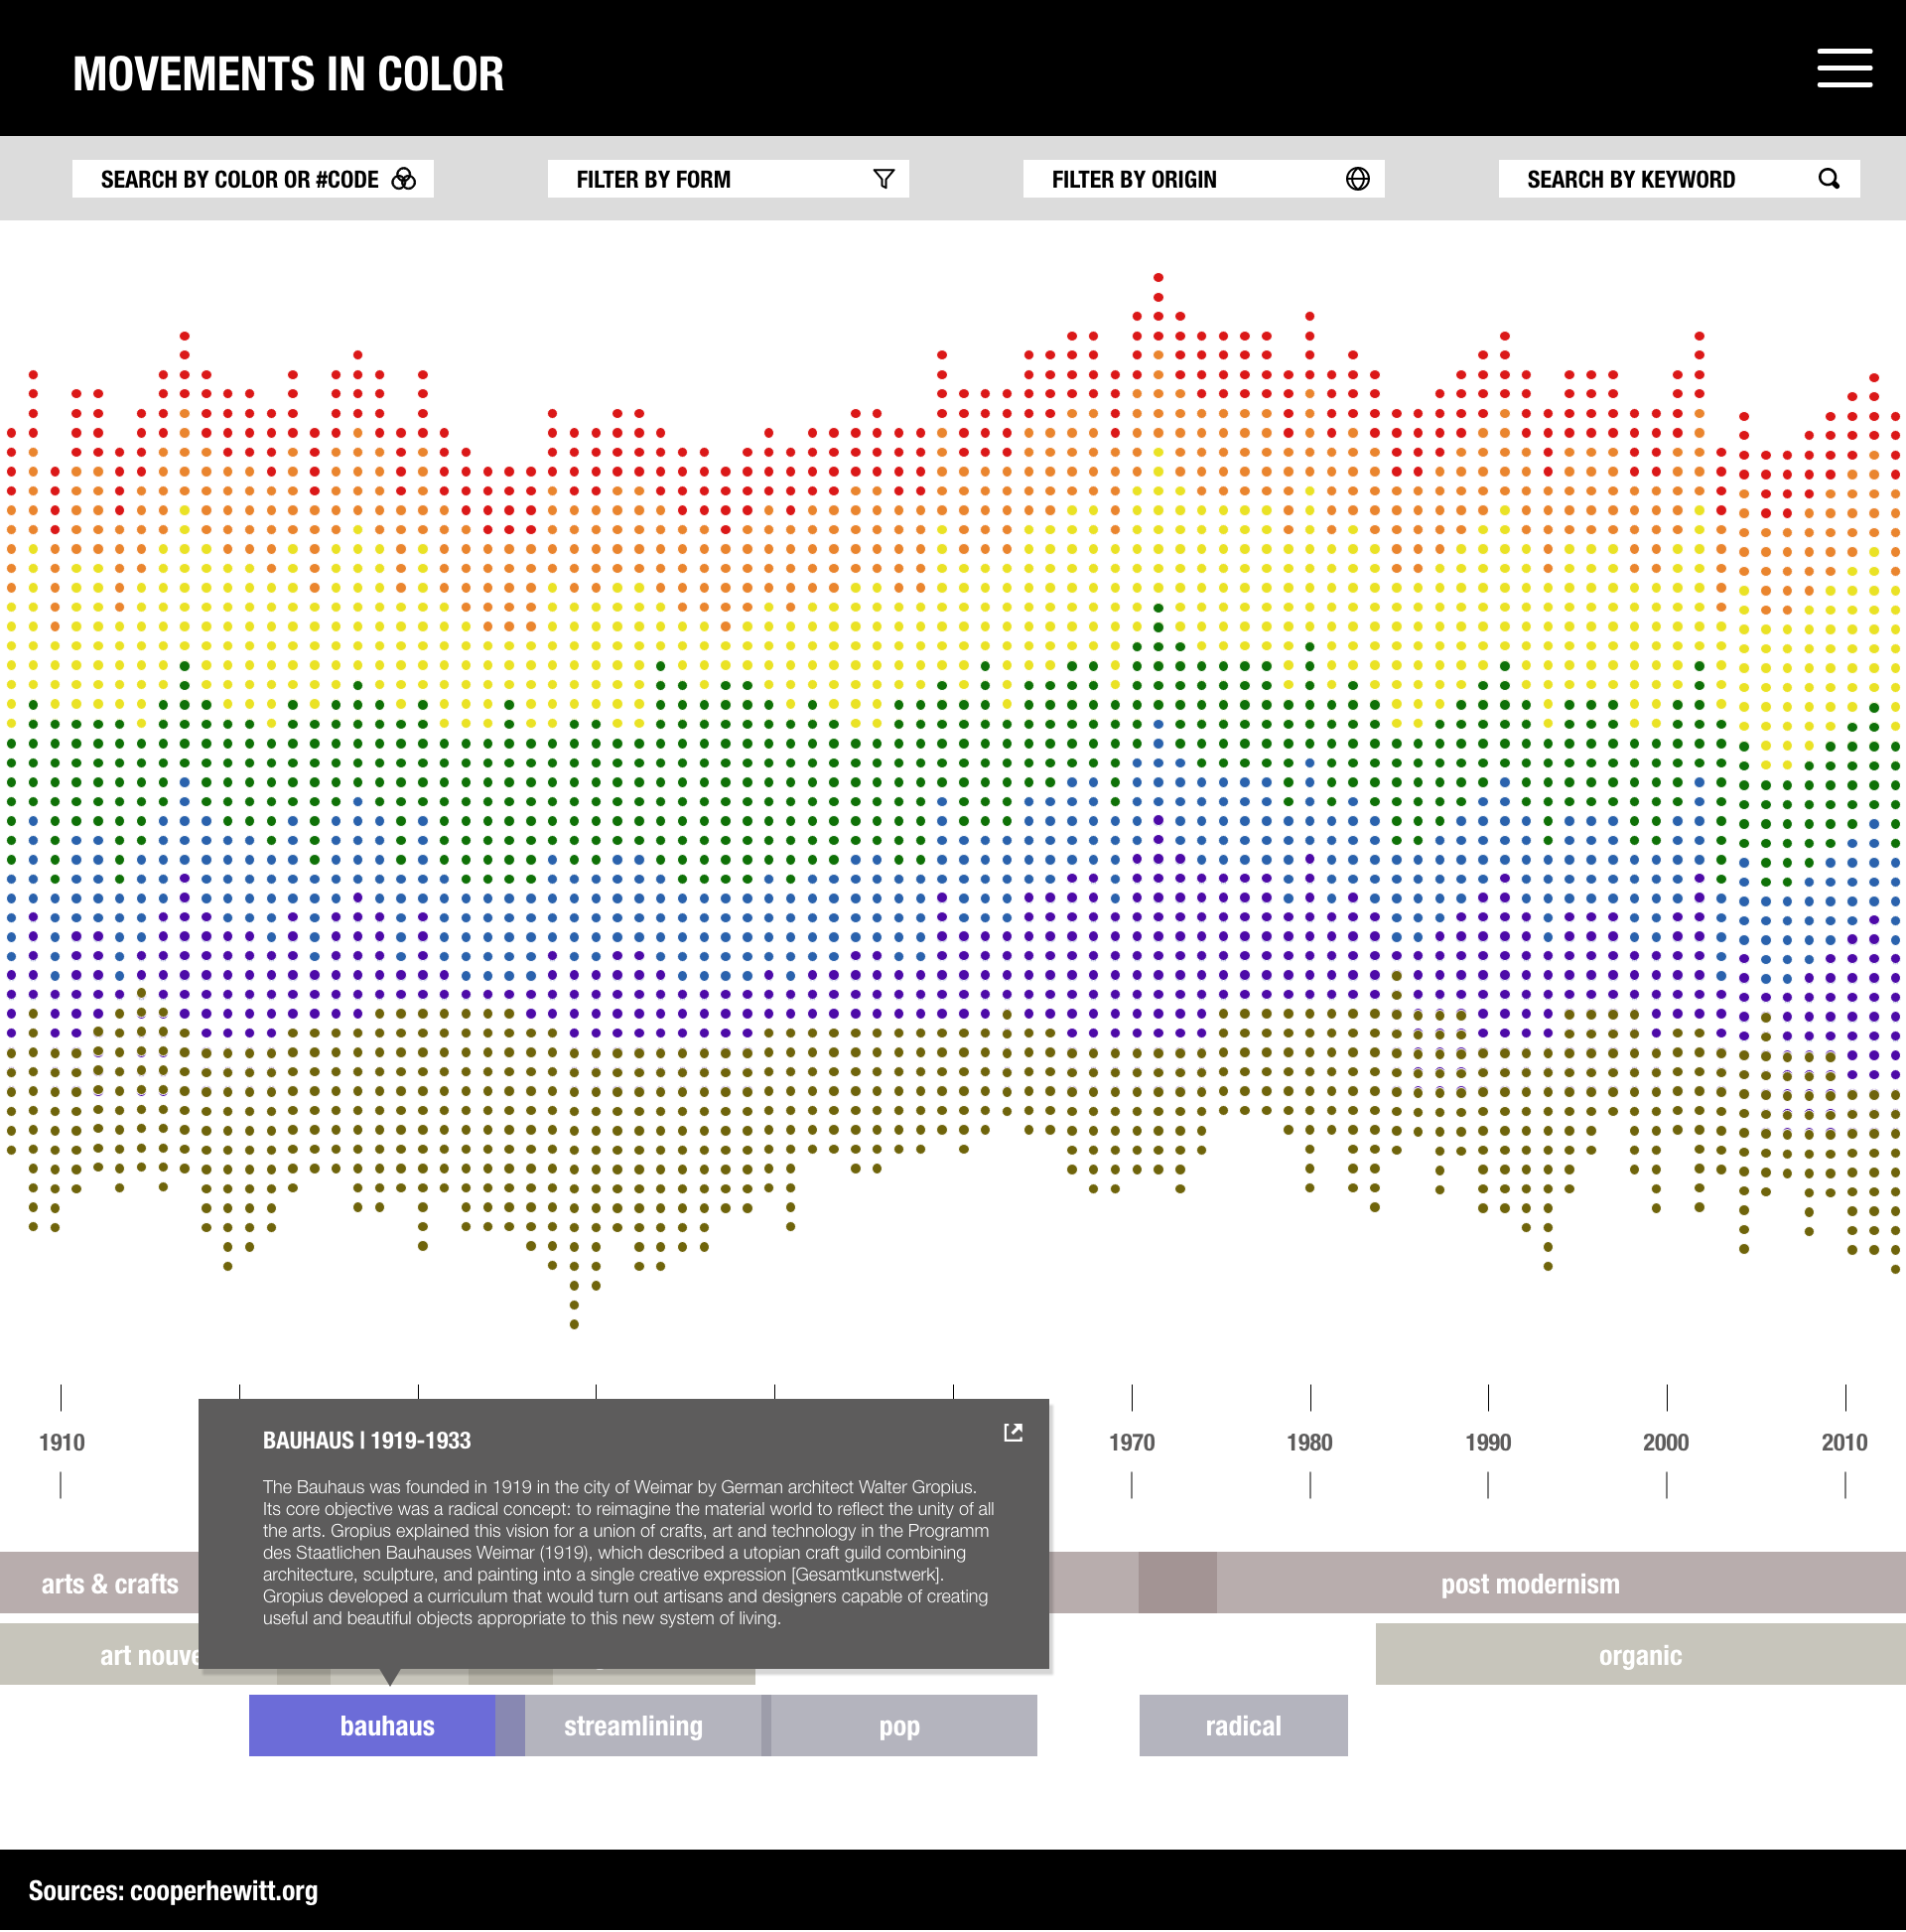 MOVEMENTS IN COLOR
SEARCH BY COLOR OR #CODE
FILTER BY FORM
FILTER BY ORIGIN
SEARCH BY KEYWORD
1910
1970
1980
1990
2000
2010
BAUHAUS | 1919-1933
The Bauhaus was founded in 1919 in the city of Weimar by German architect Walter Gropius.
Its core objective was a radical concept: to reimagine the material world to reflect the unity of all
the arts. Gropius explained this vision for a union of crafts, art and technology in the Programm
des Staatlichen Bauhauses Weimar (1919), which described a utopian craft guild combining
architecture, sculpture, and painting into a single creative expression [Gesamtkunstwerk].
Gropius developed a curriculum that would turn out artisans and designers capable of creating
useful and beautiful objects appropriate to this new system of living.
arts & crafts
post modernism
art nouve
organic
bauhaus
streamlining
pop
radical
Sources: cooperhewitt.org